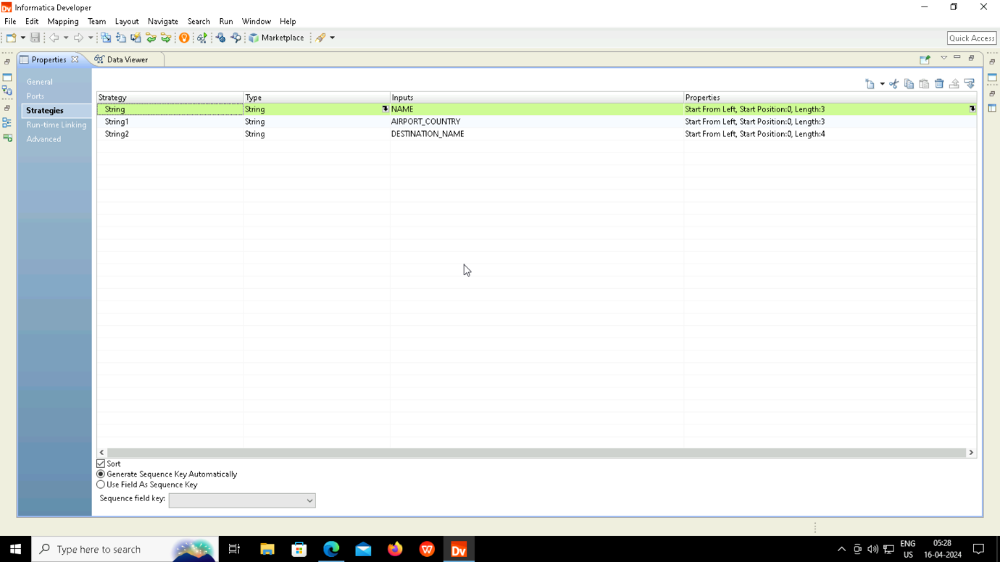 Dv Informatica Developer
File Edit Mapping Team Layout Navigate Search Run Window Help
Marketplace
Quick Access
Properties Data Viewer
General
Ports
Strategies
Run-time Linking
Advanced
Strategy Type Inputs Properties
String String NAME Start From Left, Start Position:0, Length:3
String1 String AIRPORT_COUNTRY Start From Left, Start Position:0, Length:3
String2 String DESTINATION_NAME Start From Left, Start Position:0, Length:4
Sort
Generate Sequence Key Automatically
Use Field As Sequence Key
Sequence field key:
Type here to search
W
Dv
ENG
US
05:28
16-04-2024